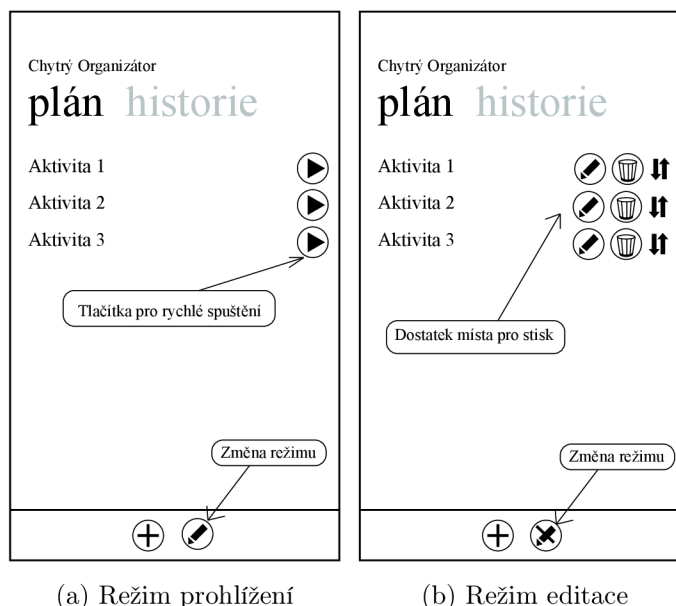 Chytrý Organizátor
plán historie
Aktivita 1
Aktivita 2
Aktivita 3
Tlačítka pro rychlé spuštění
Změna režimu
(a) Režim prohlížení
Chytrý Organizátor
plán historie
Aktivita 1
Aktivita 2
Aktivita 3
Dostatek místa pro stisk
Změna režimu
(b) Režim editace